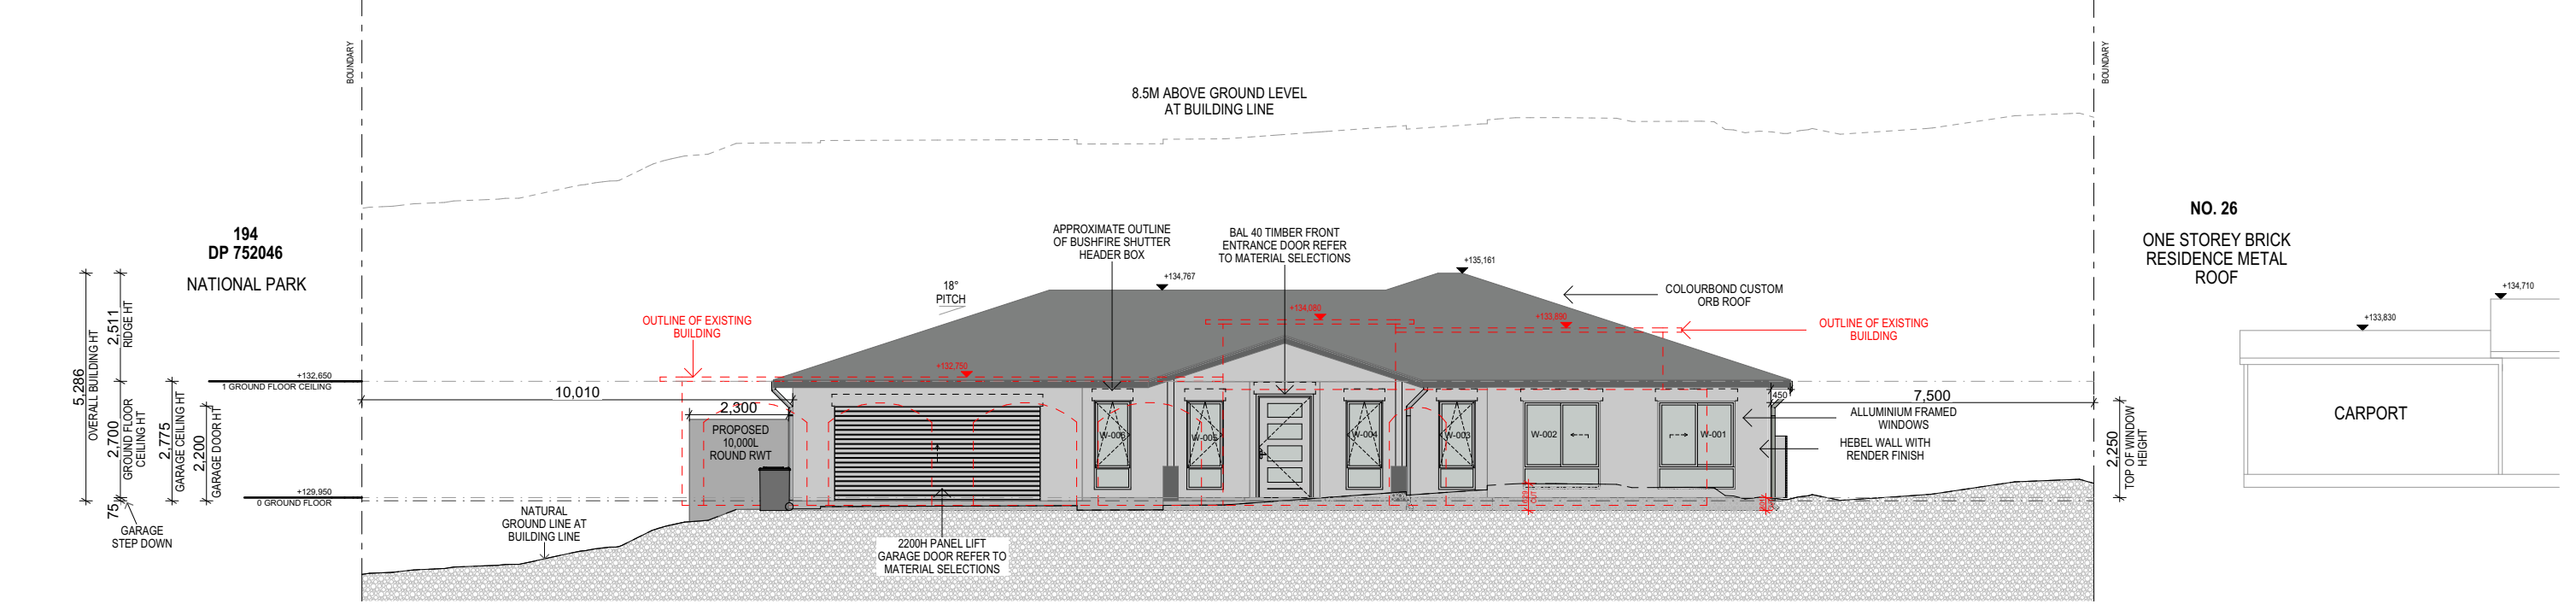 BOUNDARY
BOUNDARY
8.5M ABOVE GROUND LEVEL
AT BUILDING LINE
194
DP 752046
NATIONAL PARK
NO. 26
ONE STOREY BRICK
RESIDENCE METAL
ROOF
APPROXIMATE OUTLINE
OF BUSHFIRE SHUTTER
HEADER BOX
BAL 40 TIMBER FRONT
ENTRANCE DOOR REFER
TO MATERIAL SELECTIONS
+134,767
+135,161
18°
PITCH
COLOURBOND CUSTOM
ORB ROOF
OUTLINE OF EXISTING
BUILDING
+134,080
+133,890
OUTLINE OF EXISTING
BUILDING
+134,710
+133,830
+132,750
5,286
OVERALL BUILDING HT
2,511
RIDGE HT
2,700
GROUND FLOOR
CEILING HT
2,775
GARAGE CEILING HT
2,200
GARAGE DOOR HT
75
GARAGE
STEP DOWN
+132,650
1 GROUND FLOOR CEILING
+129,950
0 GROUND FLOOR
10,010
2,300
PROPOSED
10,000L
ROUND RWT
W-006
W-005
W-004
W-003
W-002
W-001
450
7,500
ALLUMINIUM FRAMED
WINDOWS
HEBEL WALL WITH
RENDER FINISH
2,250
TOP OF WINDOW
HEIGHT
CARPORT
NATURAL
GROUND LINE AT
BUILDING LINE
2200H PANEL LIFT
GARAGE DOOR REFER TO
MATERIAL SELECTIONS
CUT